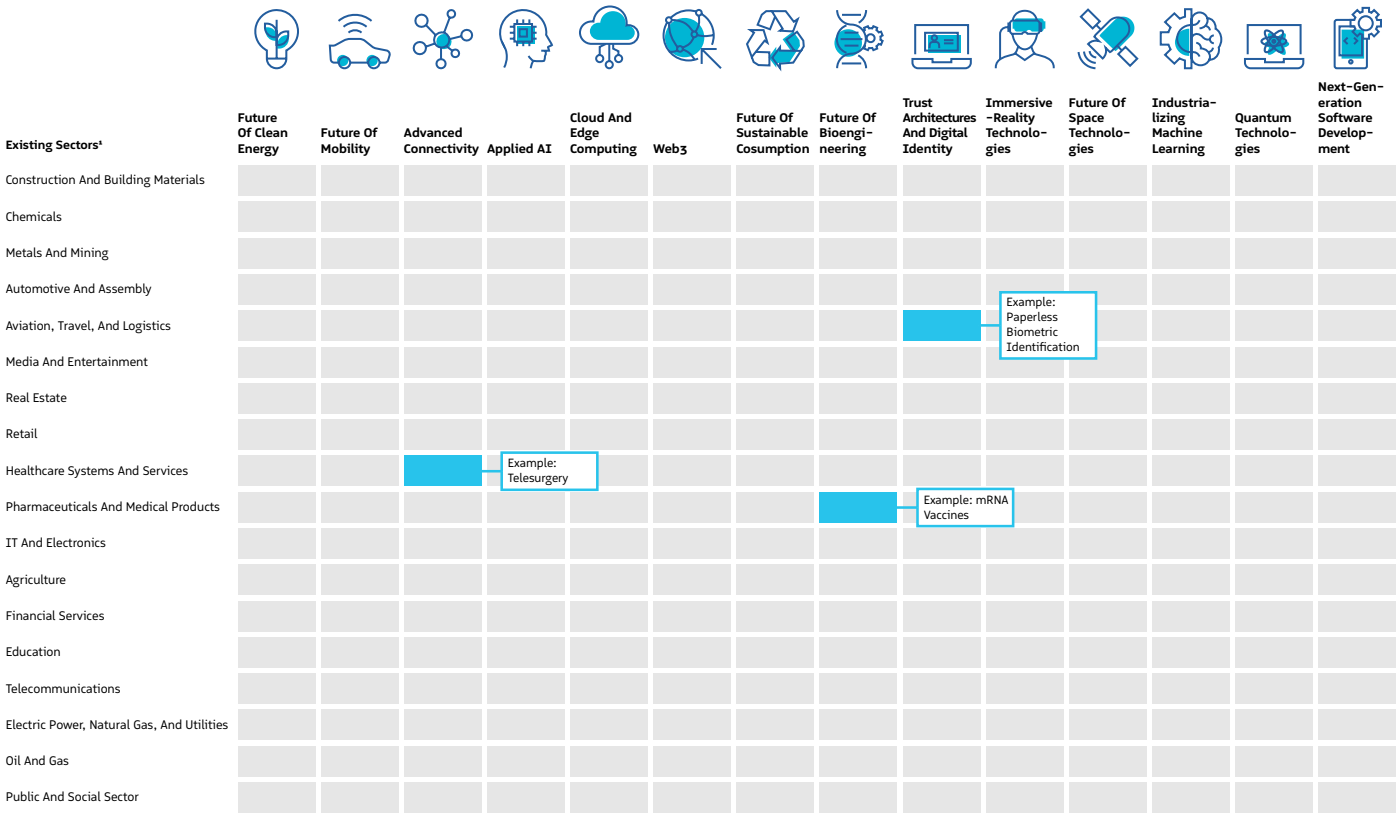 Existing Sectors¹
Future
Of Clean
Energy
Future Of
Mobility
Advanced
Connectivity
Applied AI
Cloud And
Edge
Computing
Web3
Future Of
Sustainable
Cosumption
Future Of
Bioengi-
neering
Trust
Architectures
And Digital
Identity
Immersive
-Reality
Technolo-
gies
Future Of
Space
Technolo-
gies
Industria-
lizing
Machine
Learning
Quantum
Technolo-
gies
Next-Gen-
eration
Software
Develop-
ment
Construction And Building Materials
Chemicals
Metals And Mining
Automotive And Assembly
Aviation, Travel, And Logistics
Example:
Paperless
Biometric
Identification
Media And Entertainment
Real Estate
Retail
Healthcare Systems And Services
Example:
Telesurgery
Pharmaceuticals And Medical Products
Example: mRNA
Vaccines
IT And Electronics
Agriculture
Financial Services
Education
Telecommunications
Electric Power, Natural Gas, And Utilities
Oil And Gas
Public And Social Sector